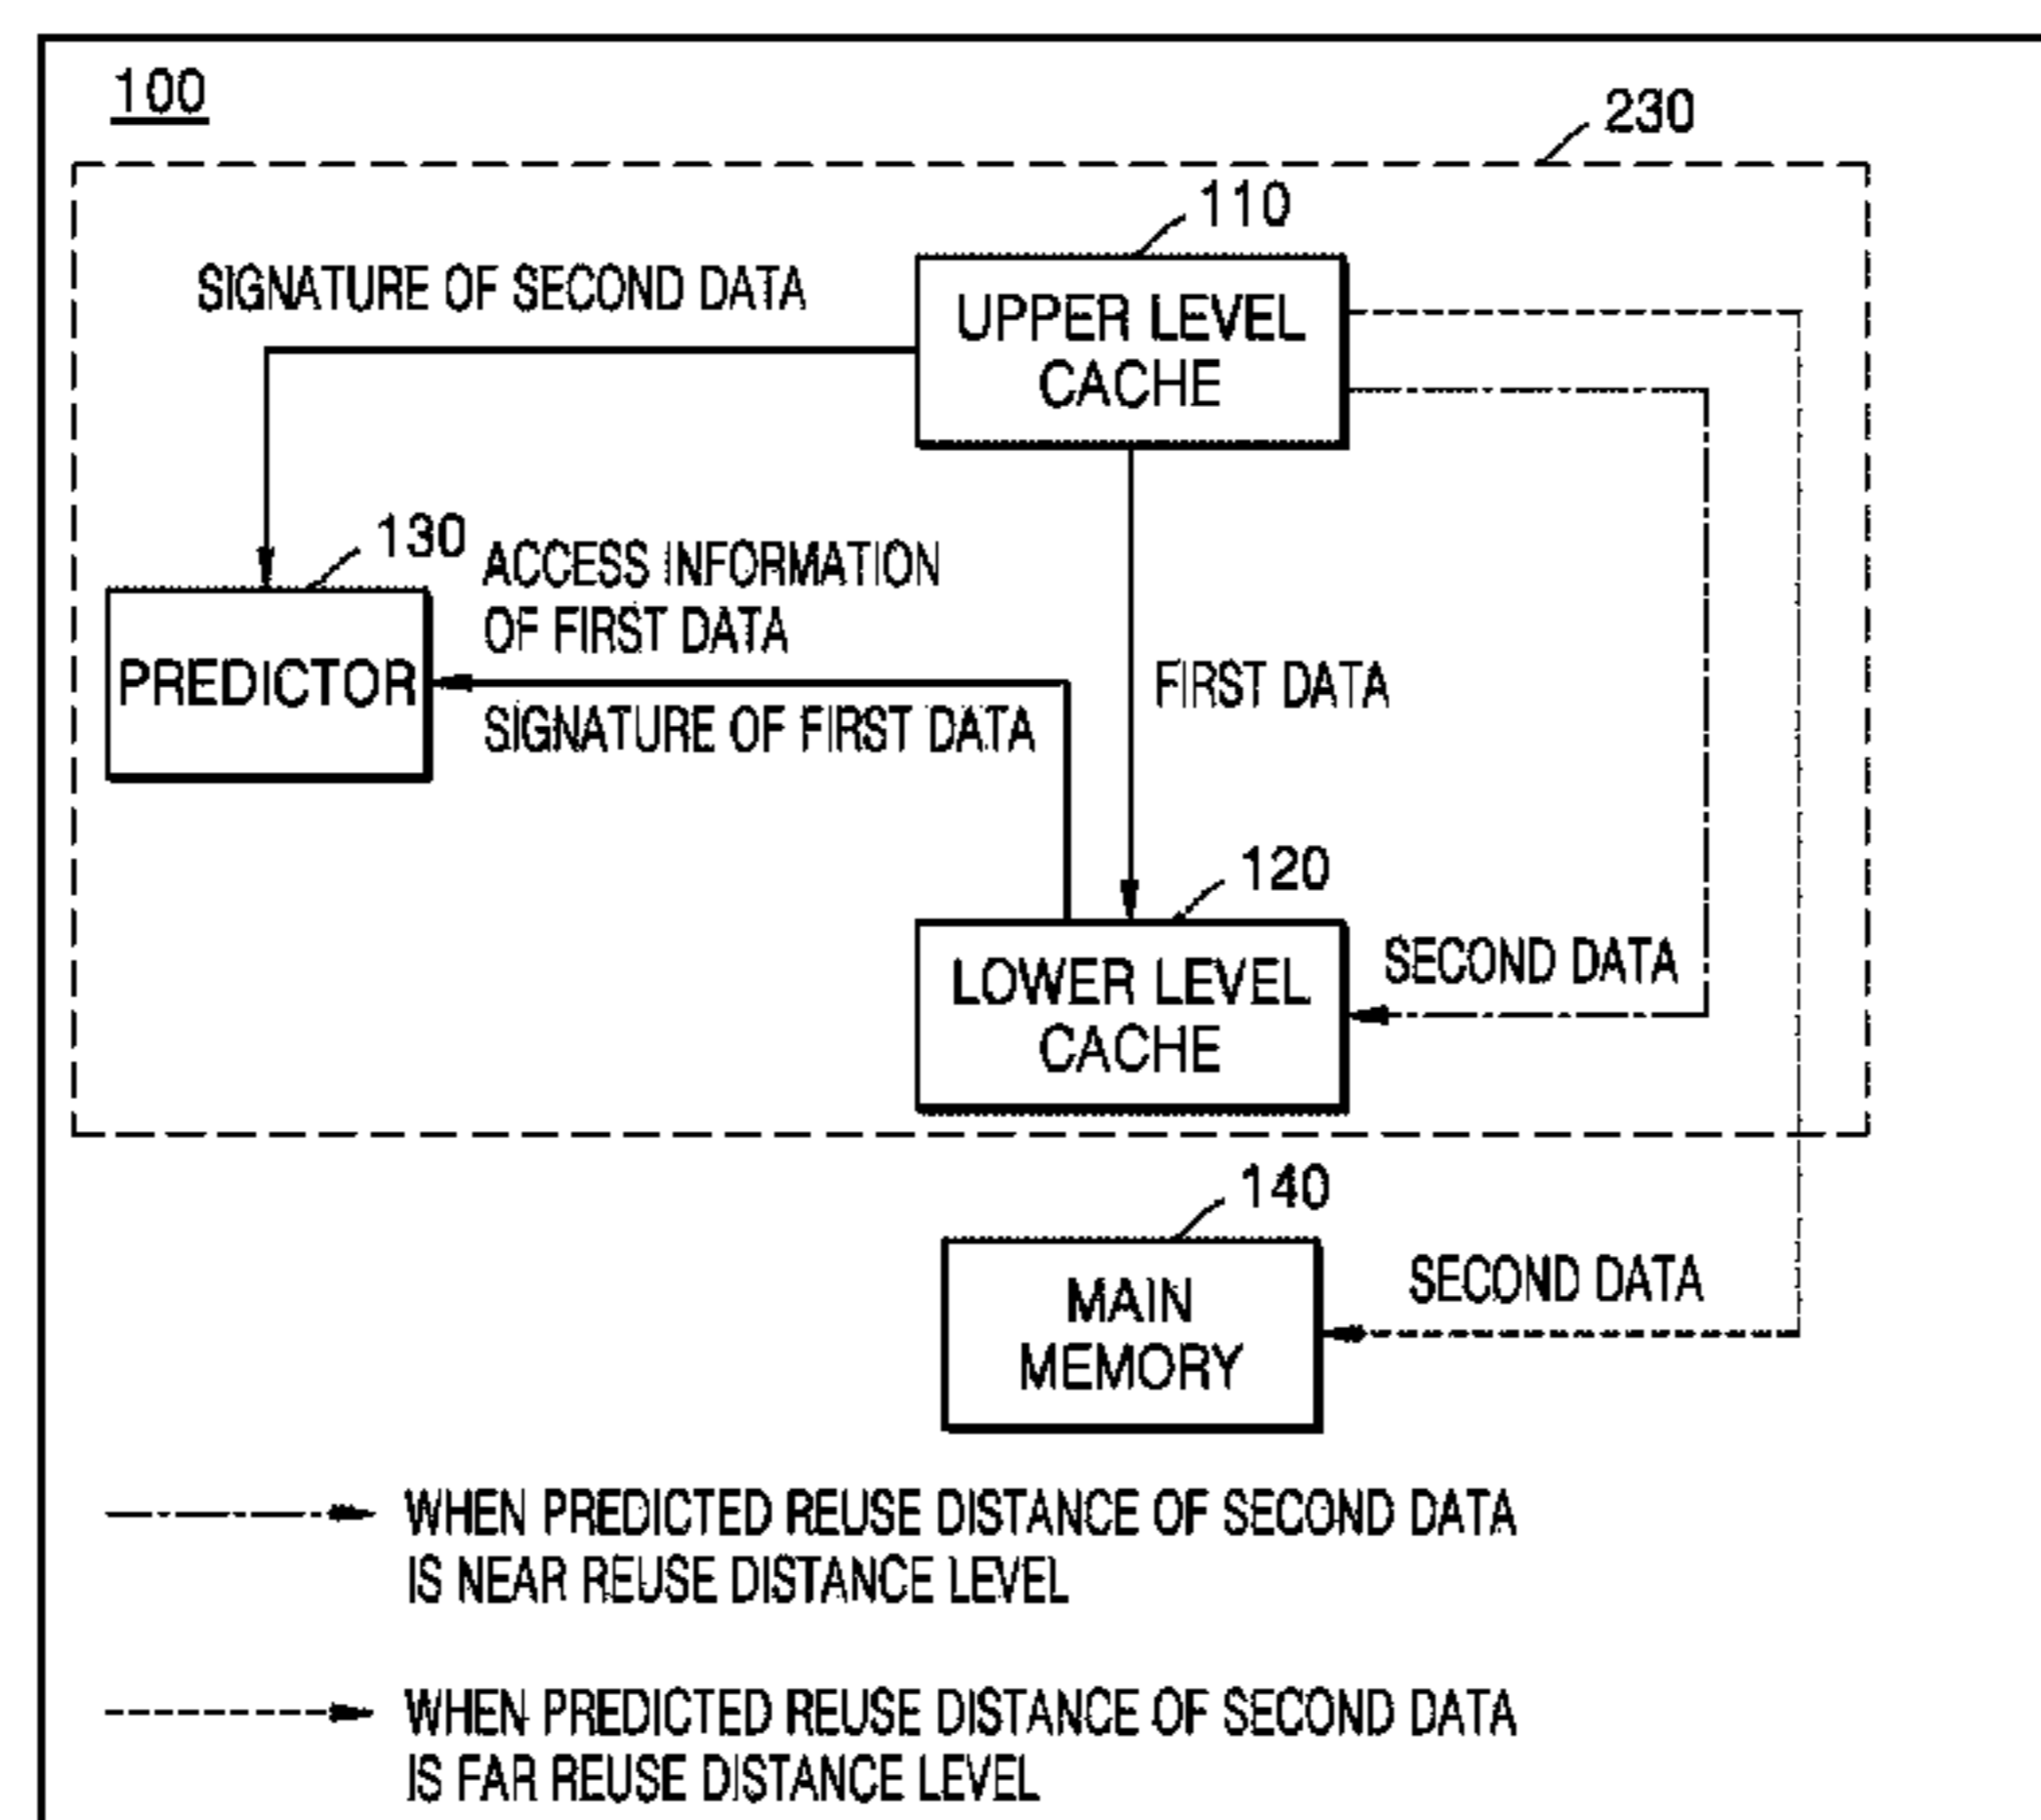 100
230
110
SIGNATURE OF SECOND DATA
UPPER LEVEL
CACHE
130
ACCESS INFORMATION
OF FIRST DATA
PREDICTOR
FIRST DATA
SIGNATURE OF FIRST DATA
120
LOWER LEVEL
CACHE
SECOND DATA
140
MAIN
MEMORY
SECOND DATA
WHEN PREDICTED REUSE DISTANCE OF SECOND DATA
IS NEAR REUSE DISTANCE LEVEL
WHEN PREDICTED REUSE DISTANCE OF SECOND DATA
IS FAR REUSE DISTANCE LEVEL